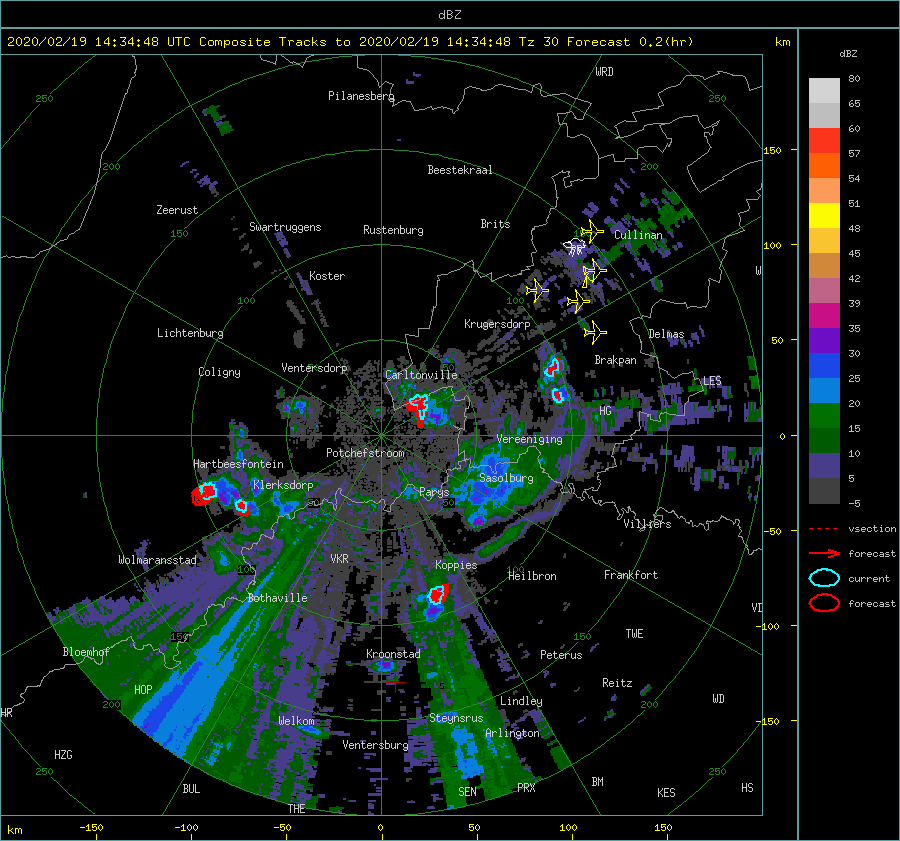 dBZ
2020/02/19 14:34:48 UTC Composite Tracks to 2020/02/19 14:34:48 Tz 30 Forecast 0.2(hr)
km
dBZ
WRD
80
250
Pilanesberg
250
65
60
150
57
200
Beestekraal
200
54
Zeerust
51
Swartruggens
Rustenburg
Brits
150
Cullinan
48
100
45
W
Koster
42
100
100
39
Lichtenburg
Krugersdorp
Delmas
50
35
Brakpan
30
Coligny
Ventersdorp
Carltonville
LES
25
HG
20
Vereeniging
0
15
Potchefstroom
10
Hartbeesfontein
Klerksdorp
Parys
Sasolburg
5
50
50
-5
Villiers
-50
vsection
forecast
Wolmaransstad
VKR
Koppies
100
100
Heilbron
Frankfort
current
Bothaville
forecast
VD
-100
150
150
TWE
Bloemhof
Kroonstad
Peterus
HOP
Reitz
200
Lindley
200
WD
HR
Welkom
Steynsrus
-150
Arlington
Ventersburg
HZG
250
250
BUL
SEN
PRX
BM
KES
HS
THE
km
-150
-100
-50
0
50
100
150